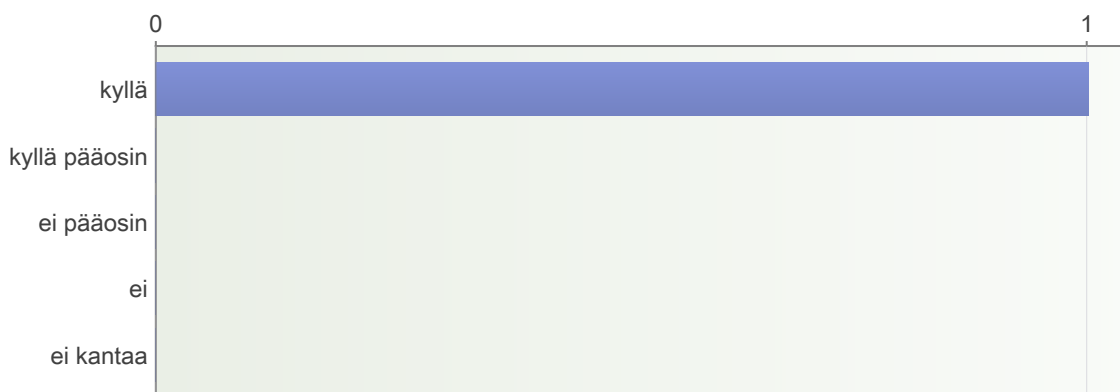 0 1
kyllä
kyllä pääosin
ei pääosin
ei
ei kantaa